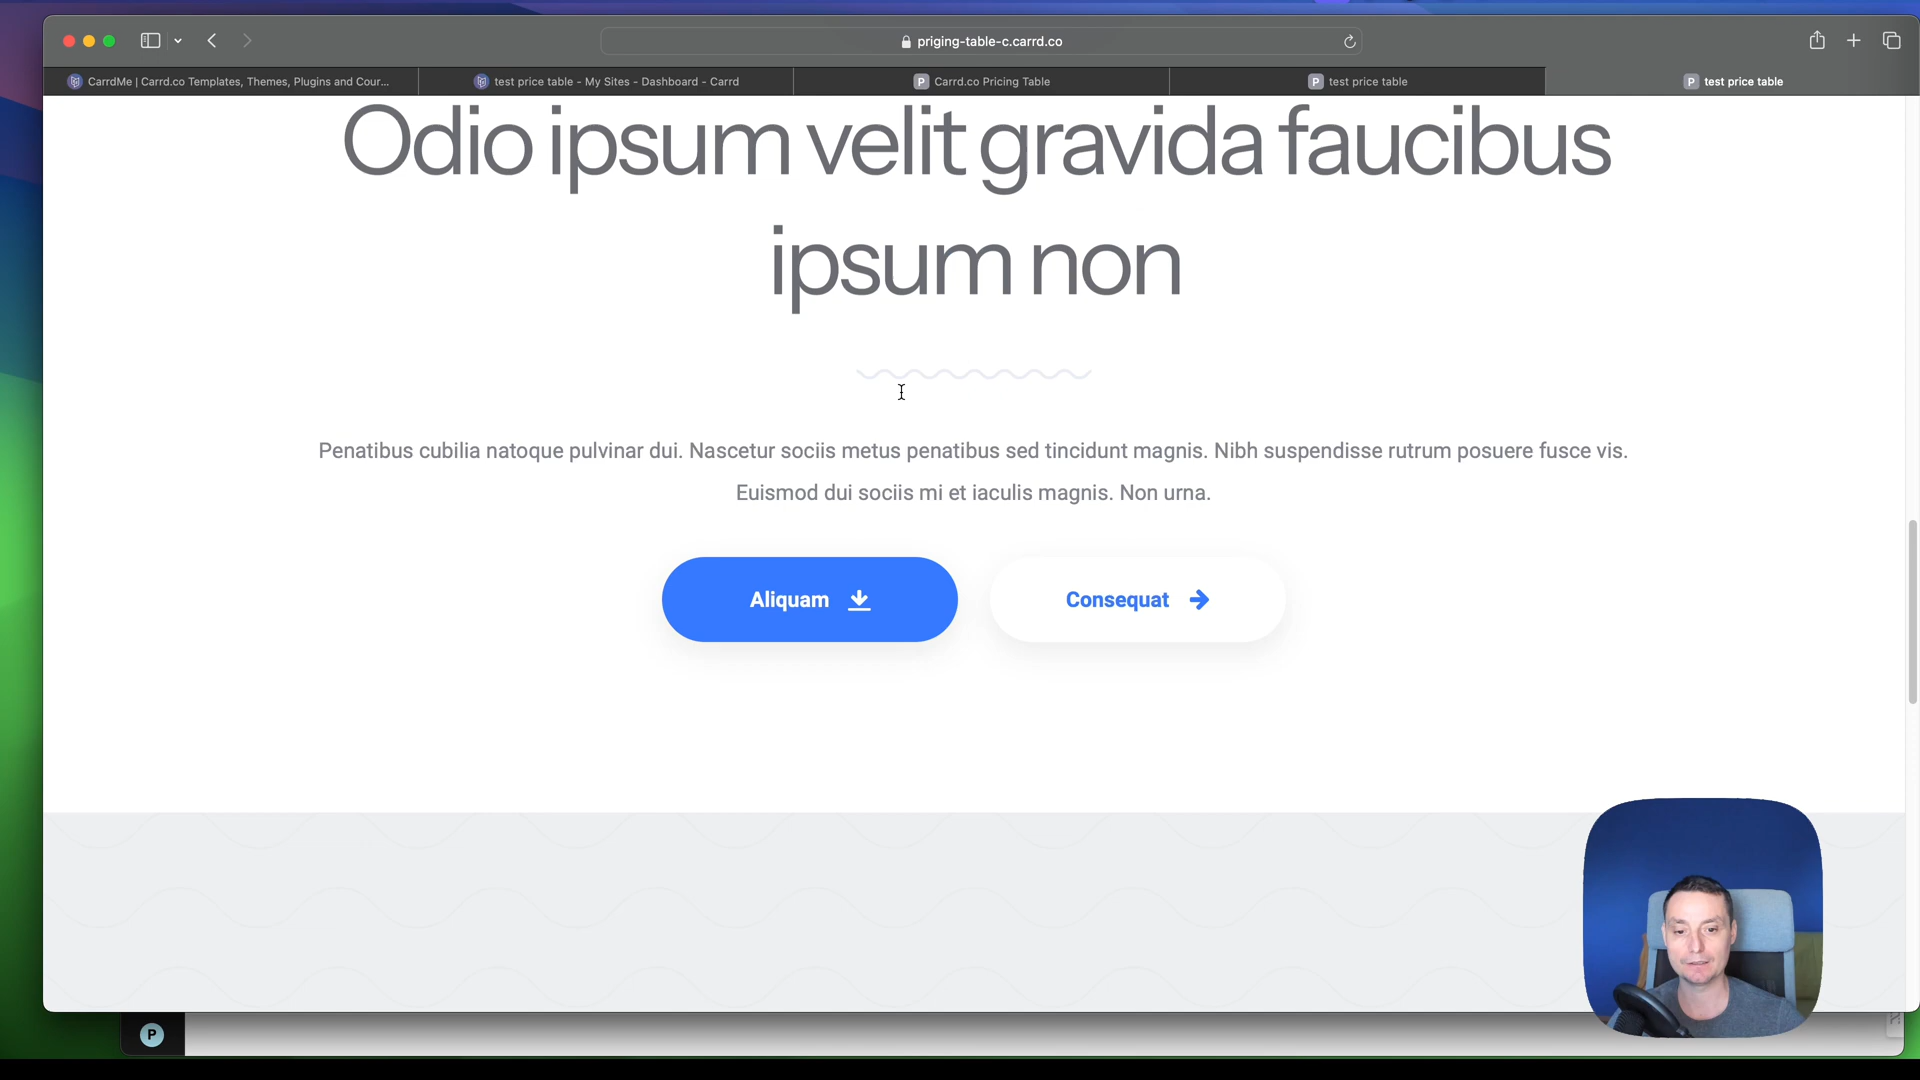 priging-table-c.carrd.co
CarrdMe | Carrd.co Templates, Themes, Plugins and Cour...
test price table - My Sites - Dashboard - Carrd
P Carrd.co Pricing Table
P test price table
P test price table
Odio ipsum velit gravida faucibus
ipsum non
Penatibus cubilia natoque pulvinar dui. Nascetur sociis metus penatibus sed tincidunt magnis. Nibh suspendisse rutrum posuere fusce vis.
Euismod dui sociis mi et iaculis magnis. Non urna.
Aliquam
Consequat
P